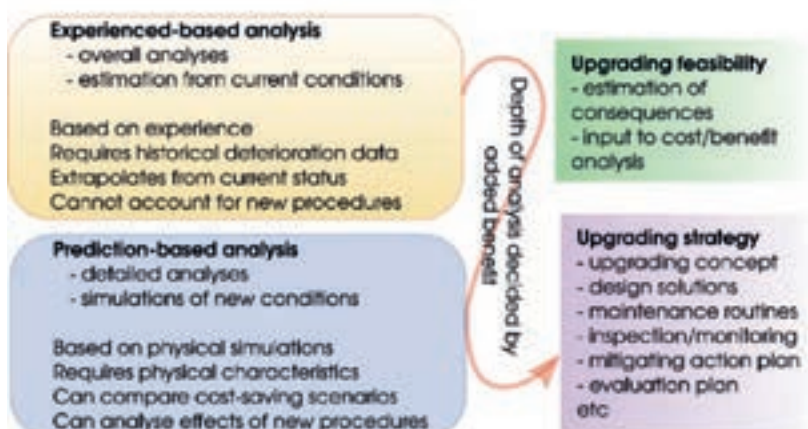 Experienced-based analysis
- overall analyses
- estimation from current conditions
Based on experience
Requires historical deterioration data
Extrapolates from current status
Cannot account for new procedures
Prediction-based analysis
- detailed analyses
- simulations of new conditions
Based on physical simulations
Requires physical characteristics
Can compare cost-saving scenarios
Can analyse effects of new procedures
Depth of analysis decided by
added benefit
Upgrading feasibility
- estimation of
consequences
- input to cost/benefit
analysis
Upgrading strategy
- upgrading concept
- design solutions
- maintenance routines
- inspection/monitoring
- mitigating action plan
- evaluation plan
etc